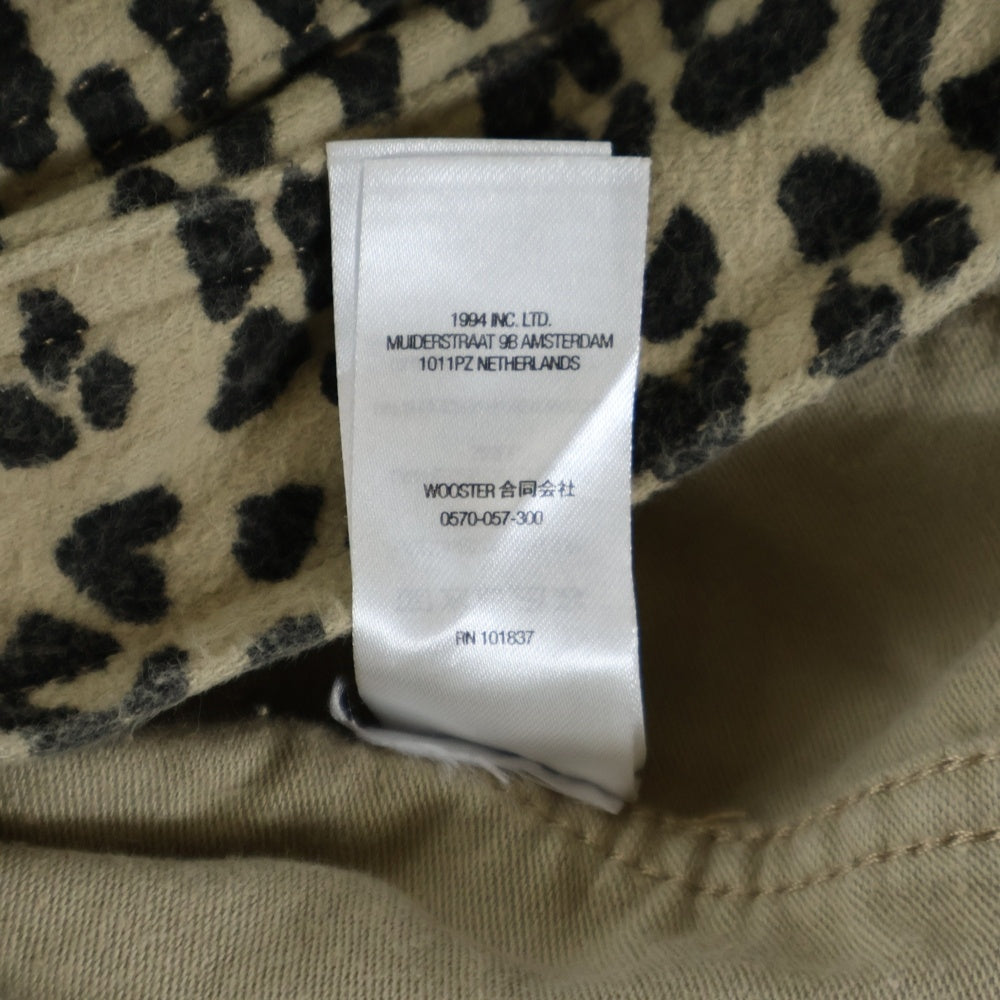 1994 INC. LTD.
MUIDERSTRAAT 9B AMSTERDAM
1011PZ NETHERLANDS
WOOSTER 合同会社
0570-057-300
RN 101837